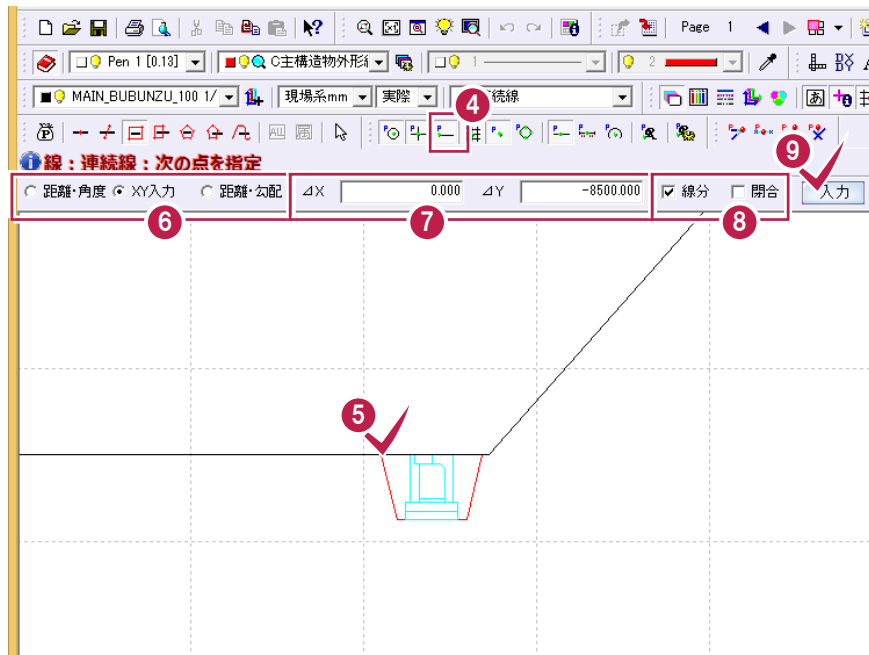 Page 1
Pen 1 [0.13] C主構造物外形 1 2
MAIN_BUBUNZU_100 1/ 現場系mm 実際 続線 あ
4
線：連続線：次の点を指定
9
距離・角度 XY入力 距離・勾配 ⊿X 0.000 ⊿Y -8500.000 線分 閉合 入力
6 7 8
5